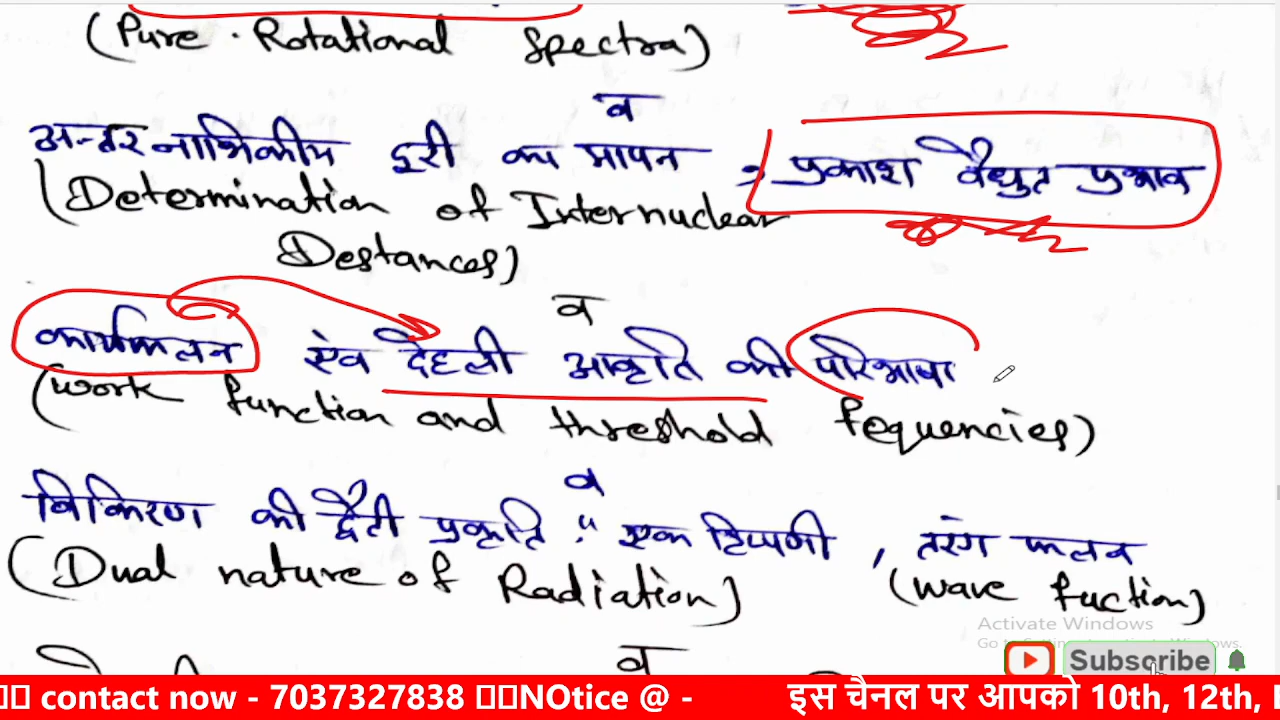 (Pure Rotational Spectra)
व
अन्तर नाभिकीय दूरी का मापन , प्रकाश वैधुत प्रभाव
(Determination of Internuclear
Destances)
व
कार्यफलन एंव देहली आवृति की परिभाषा
(work function and threshold fequencies)
व
विकिरण की द्वैती प्रकृति :" एक टिप्पणी , तरंग फलन
(Dual nature of Radiation) (wave fuction)
व
Activate Windows
Subscribe
contact now - 7037327838 NOtice @ - इस चैनल पर आपको 10th, 12th,